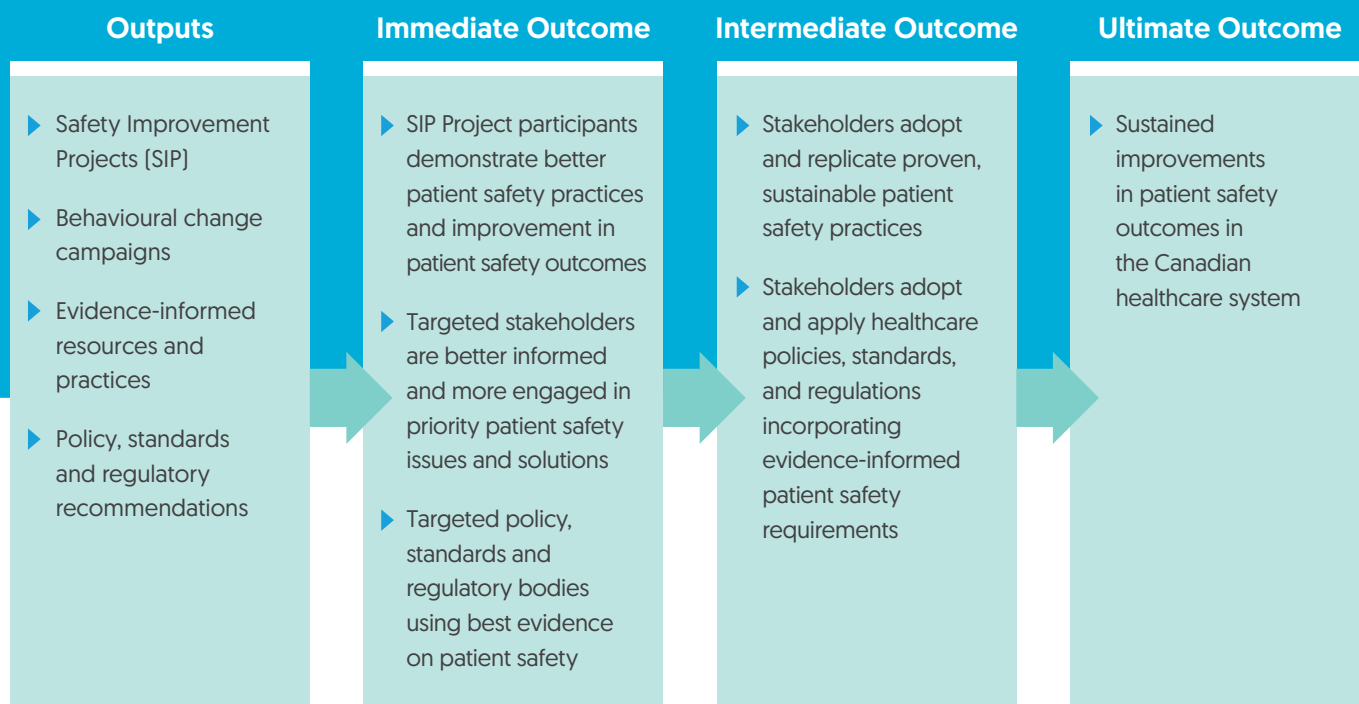 Outputs
Safety Improvement
Projects (SIP)
Behavioural change
campaigns
Evidence-informed
resources and
practices
Policy, standards
and regulatory
recommendations
Immediate Outcome
SIP Project participants
demonstrate better
patient safety practices
and improvement in
patient safety outcomes
Targeted stakeholders
are better informed
and more engaged in
priority patient safety
issues and solutions
Targeted policy,
standards and
regulatory bodies
using best evidence
on patient safety
Intermediate Outcome
Stakeholders adopt
and replicate proven,
sustainable patient
safety practices
Stakeholders adopt
and apply healthcare
policies, standards,
and regulations
incorporating
evidence-informed
patient safety
requirements
Ultimate Outcome
Sustained
improvements
in patient safety
outcomes in
the Canadian
healthcare system